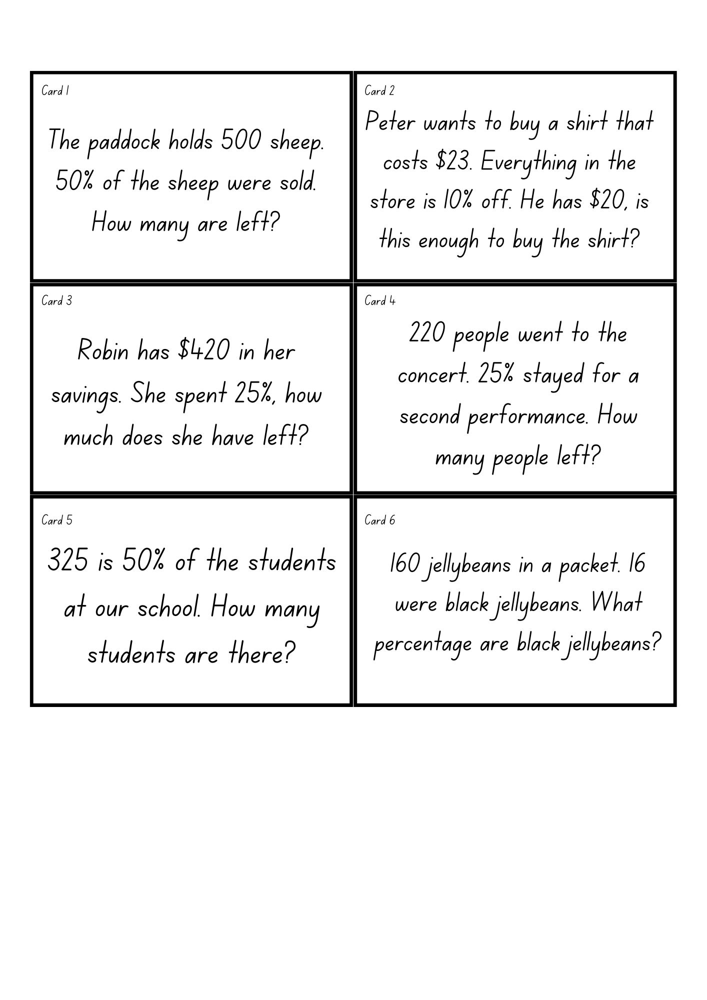 Card 1
The paddock holds 500 sheep.
50% of the sheep were sold.
How many are left?
Card 2
Peter wants to buy a shirt that
costs $23. Everything in the
store is 10% off. He has $20, is
this enough to buy the shirt?
Card 3
Robin has $420 in her
savings. She spent 25%, how
much does she have left?
Card 4
220 people went to the
concert. 25% stayed for a
second performance. How
many people left?
Card 5
325 is 50% of the students
at our school. How many
students are there?
Card 6
160 jellybeans in a packet. 16
were black jellybeans. What
percentage are black jellybeans?